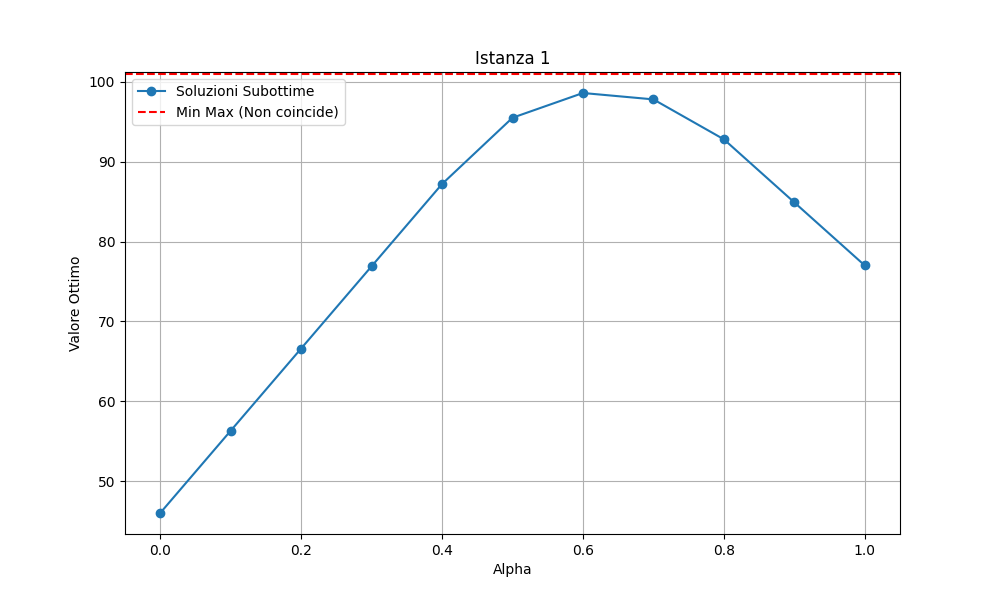 Istanza 1
Soluzioni Subottime
Min Max (Non coincide)
Valore Ottimo
100
90
80
70
60
50
0.0 0.2 0.4 0.6 0.8 1.0
Alpha